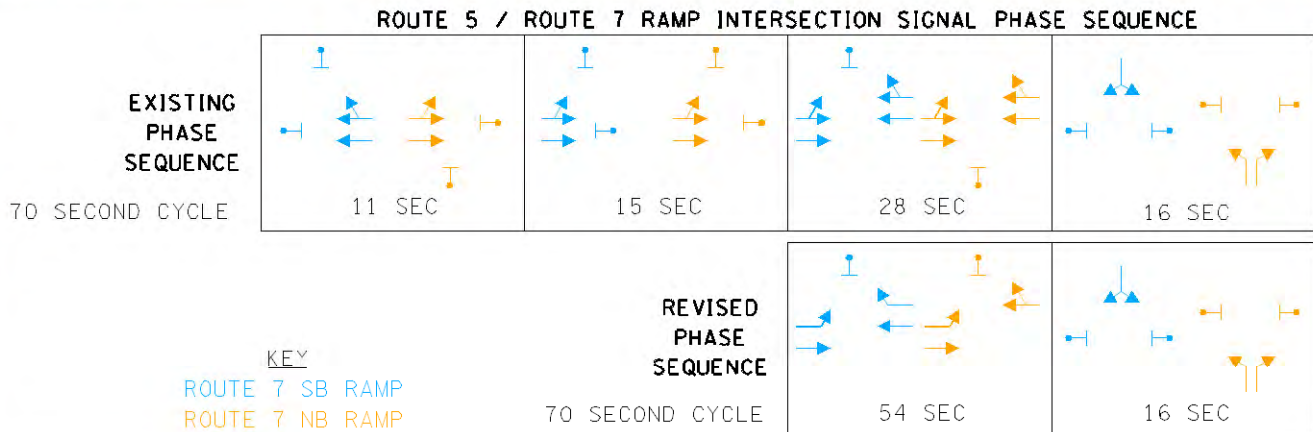 ROUTE 5 / ROUTE 7 RAMP INTERSECTION SIGNAL PHASE SEQUENCE
EXISTING
PHASE
SEQUENCE
70 SECOND CYCLE
11 SEC
15 SEC
28 SEC
16 SEC
REVISED
PHASE
SEQUENCE
70 SECOND CYCLE
54 SEC
16 SEC
KEY
ROUTE 7 SB RAMP
ROUTE 7 NB RAMP